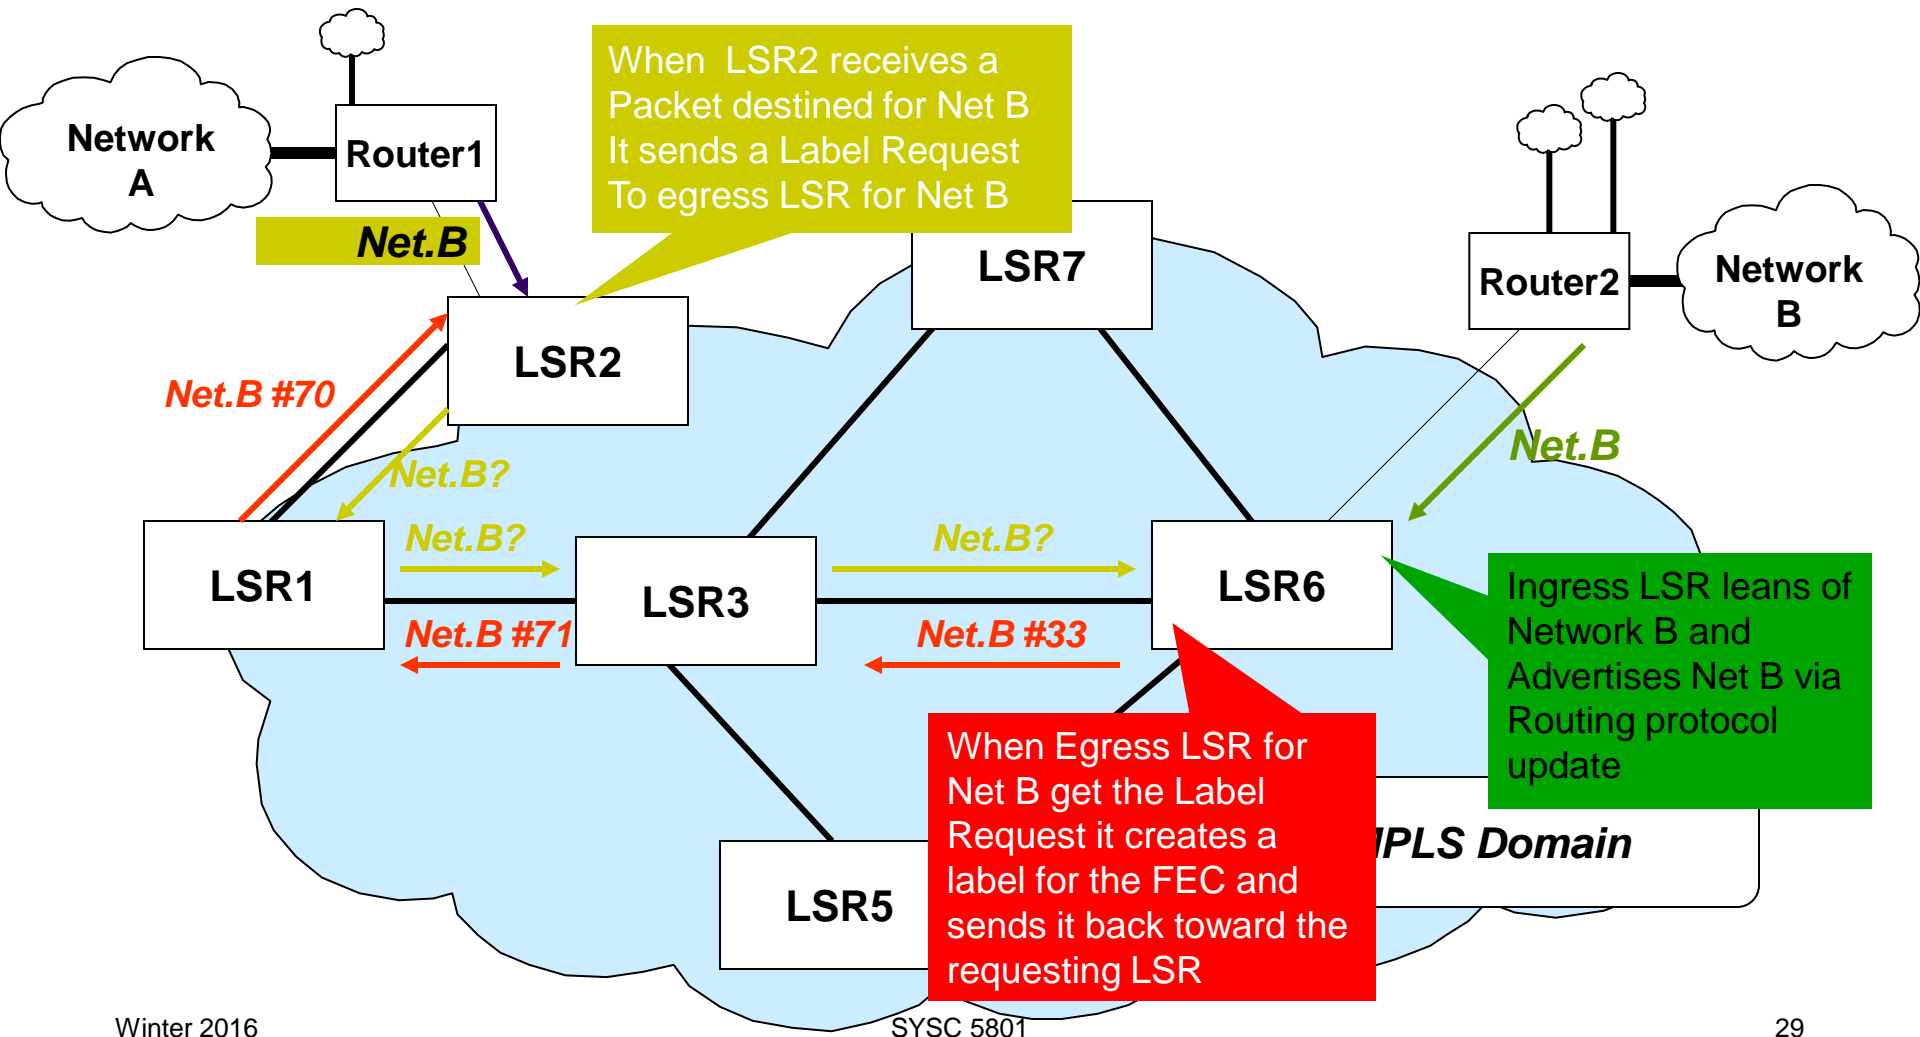 When LSR2 receives a
Packet destined for Net B
It sends a Label Request
To egress LSR for Net B
Network
A
Router1
Net.B
LSR7
Router2
Network
B
LSR2
Net.B #70
Net.B?
Net.B
LSR1
Net.B?
Net.B #71
LSR3
Net.B?
Net.B #33
LSR6
Ingress LSR leans of
Network B and
Advertises Net B via
Routing protocol
update
When Egress LSR for
Net B get the Label
Request it creates a
label for the FEC and
sends it back toward the
requesting LSR
PLS Domain
LSR5
Winter 2016
SYSC 5801
29